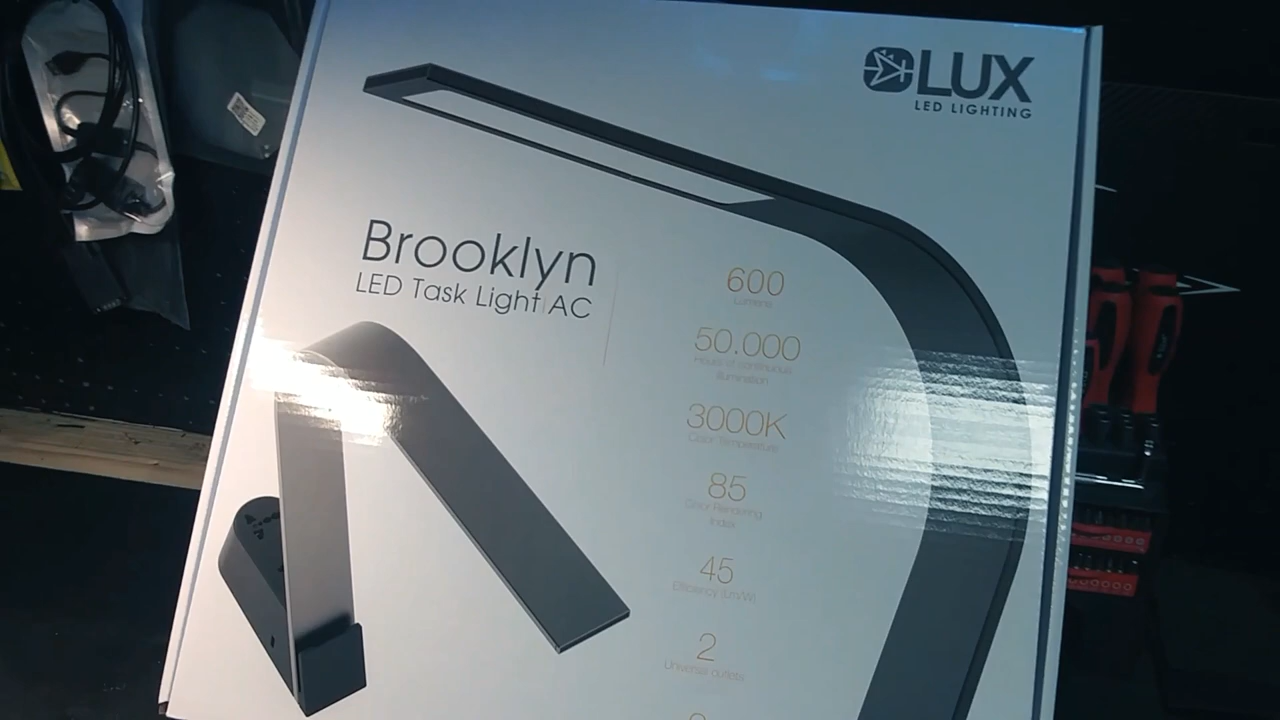 LUX
LED LIGHTING
Brooklyn
LED Task Light AC
600
Lumens
50.000
Hours of continuous
illumination
3000K
Color Temperature
85
Color Rendering
Index
45
Efficiency (Lm/W)
2
Universal outlets